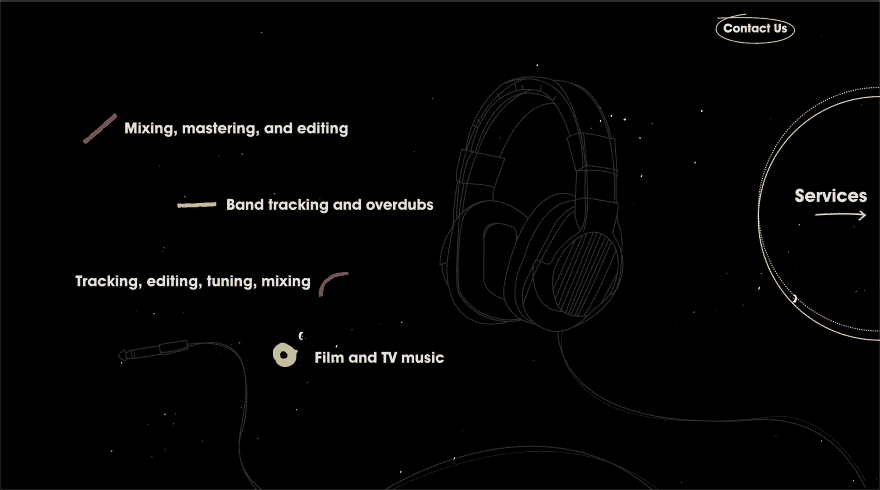 Contact Us
Mixing, mastering, and editing
Services
Band tracking and overdubs
Tracking, editing, tuning, mixing
Film and TV music